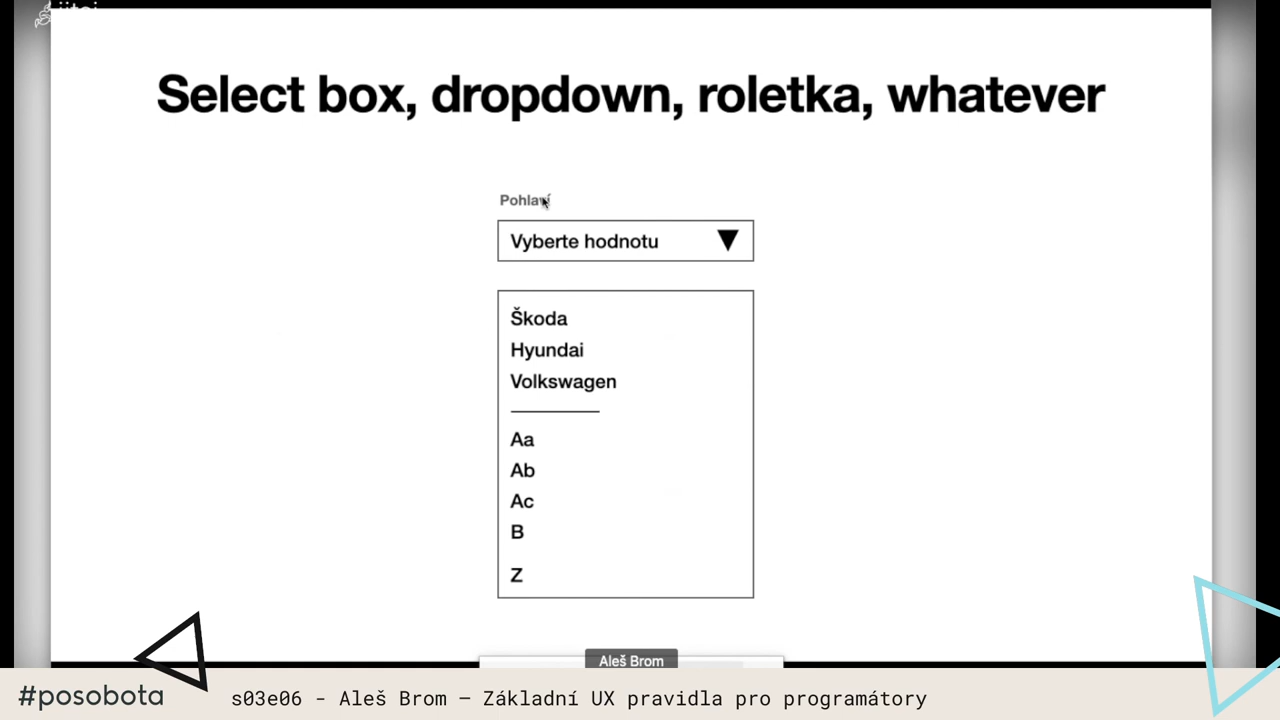 Select box, dropdown, roletka, whatever
Pohlaví
Vyberte hodnotu
Škoda
Hyundai
Volkswagen
Aa
Ab
Ac
B
Z
Aleš Brom
#posobota
s03e06 - Aleš Brom – Základní UX pravidla pro programátory